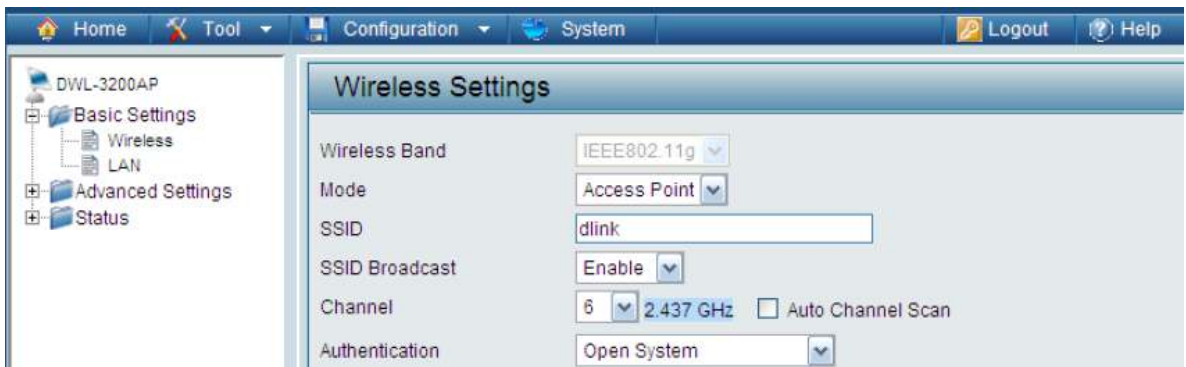 Home Tool Configuration System Logout Help
DWL-3200AP
Basic Settings
Wireless
LAN
Advanced Settings
Status
Wireless Settings
Wireless Band IEEE802.11g
Mode Access Point
SSID dlink
SSID Broadcast Enable
Channel 6 2.437 GHz Auto Channel Scan
Authentication Open System